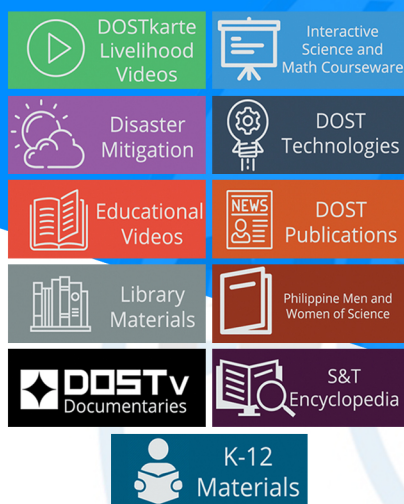 DOSTkarte
Livelihood
Videos
Interactive
Science and
Math Courseware
Disaster
Mitigation
DOST
Technologies
Educational
Videos
NEWS
DOST
Publications
Library
Materials
Philippine Men and
Women of Science
DOSTv
Documentaries
S&T
Encyclopedia
K-12
Materials